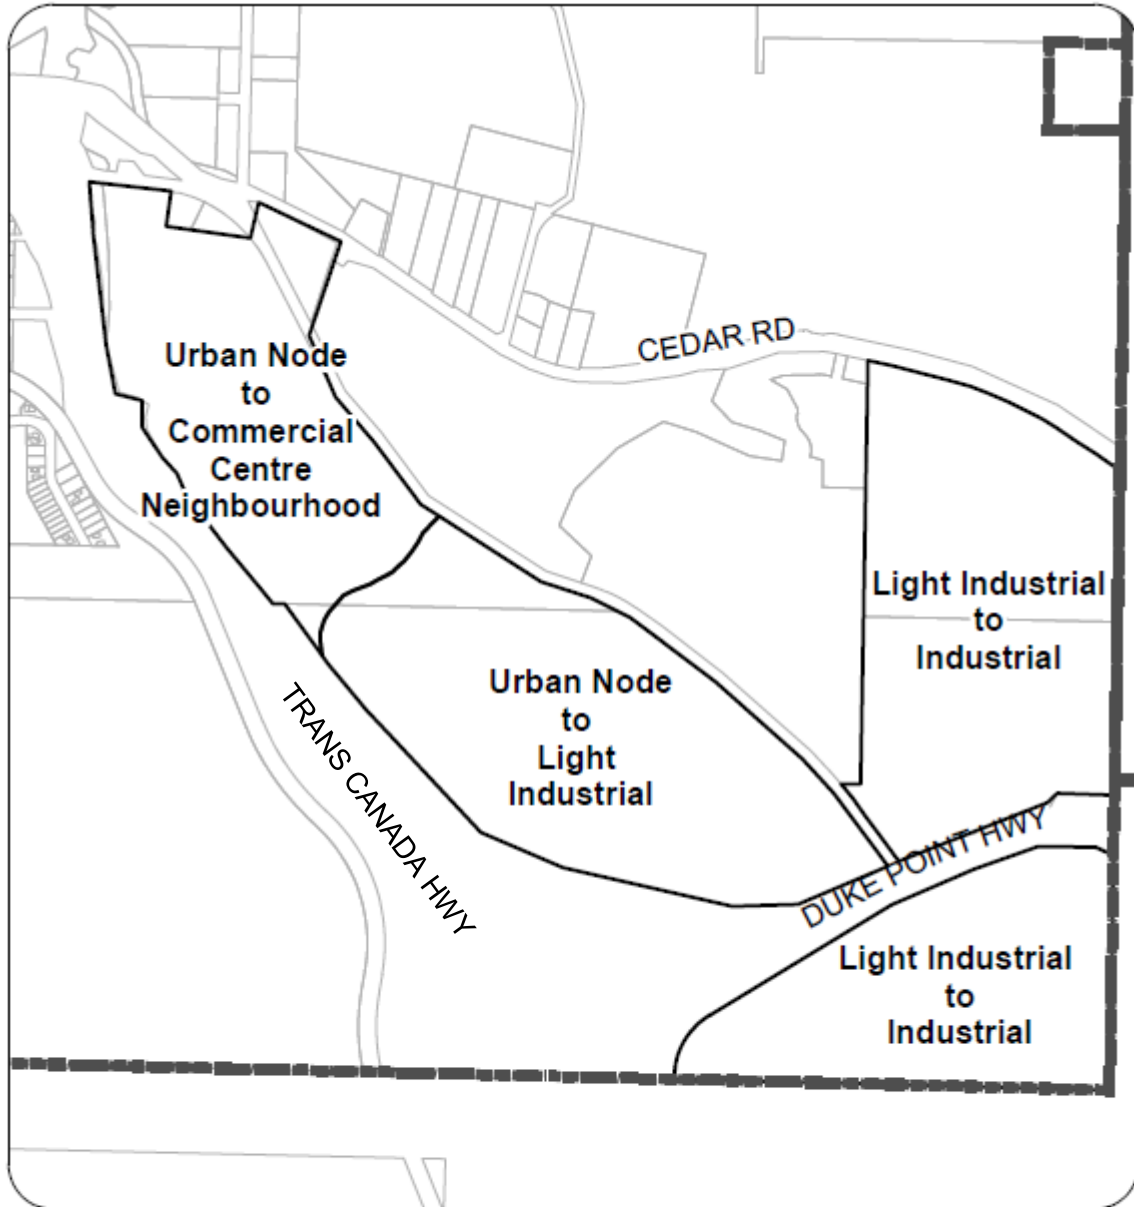 CEDAR RD
Urban Node
to
Commercial
Centre
Neighbourhood
Light Industrial
to
Industrial
Urban Node
to
Light
Industrial
TRANS CANADA HWY
DUKE POINT HWY
Light Industrial
to
Industrial